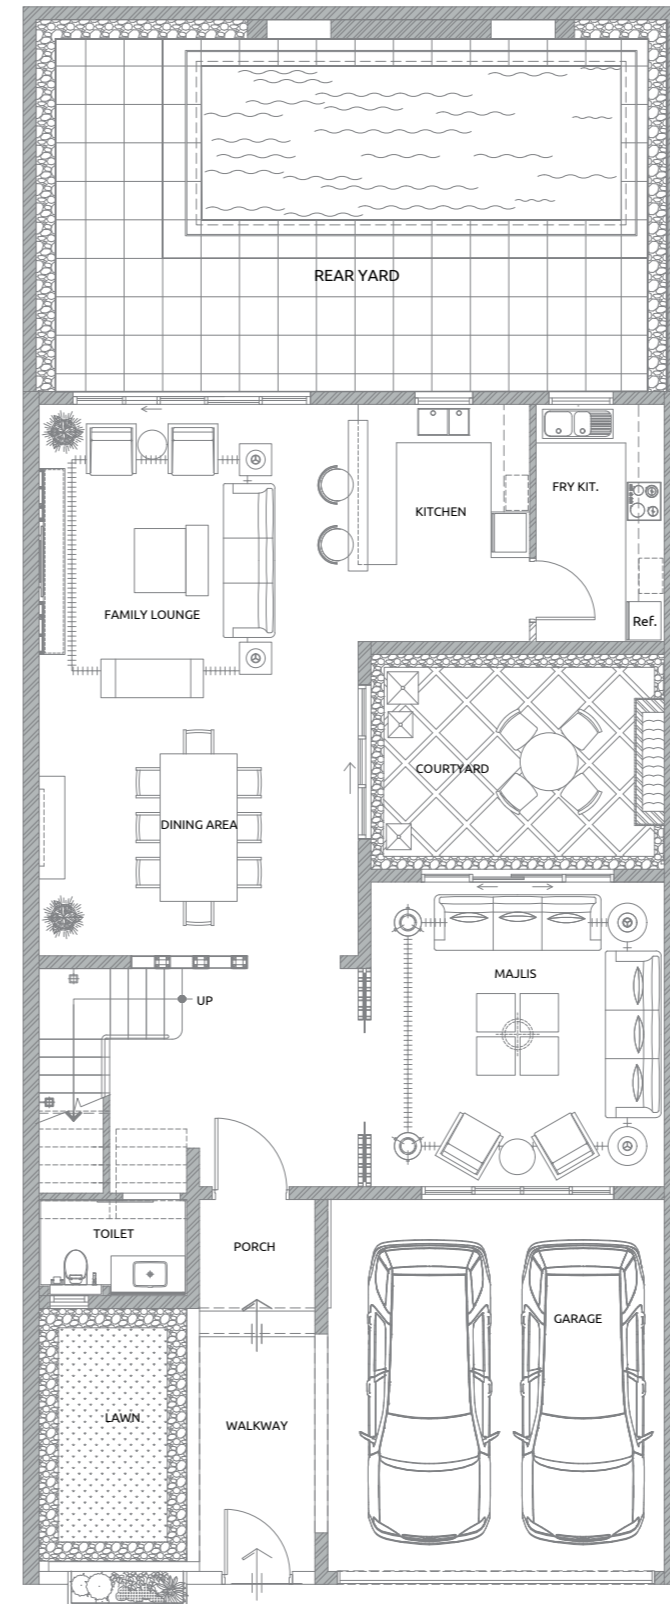 REAR YARD
KITCHEN
FRY KIT.
FAMILY LOUNGE
Ref.
COURTYARD
DINING AREA
MAJLIS
UP
TOILET
PORCH
GARAGE
LAWN
WALKWAY